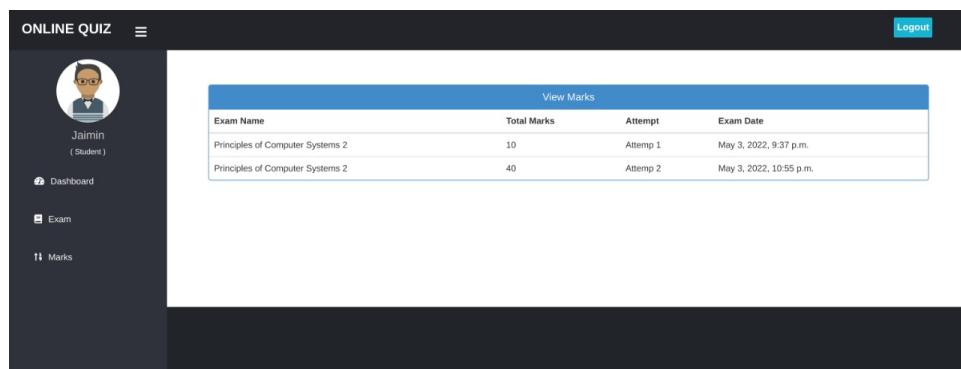 ONLINE QUIZ
Logout
Jaimin
( Student )
Dashboard
Exam
Marks
View Marks
Exam Name Total Marks Attempt Exam Date
Principles of Computer Systems 2 10 Attemp 1 May 3, 2022, 9:37 p.m.
Principles of Computer Systems 2 40 Attemp 2 May 3, 2022, 10:55 p.m.